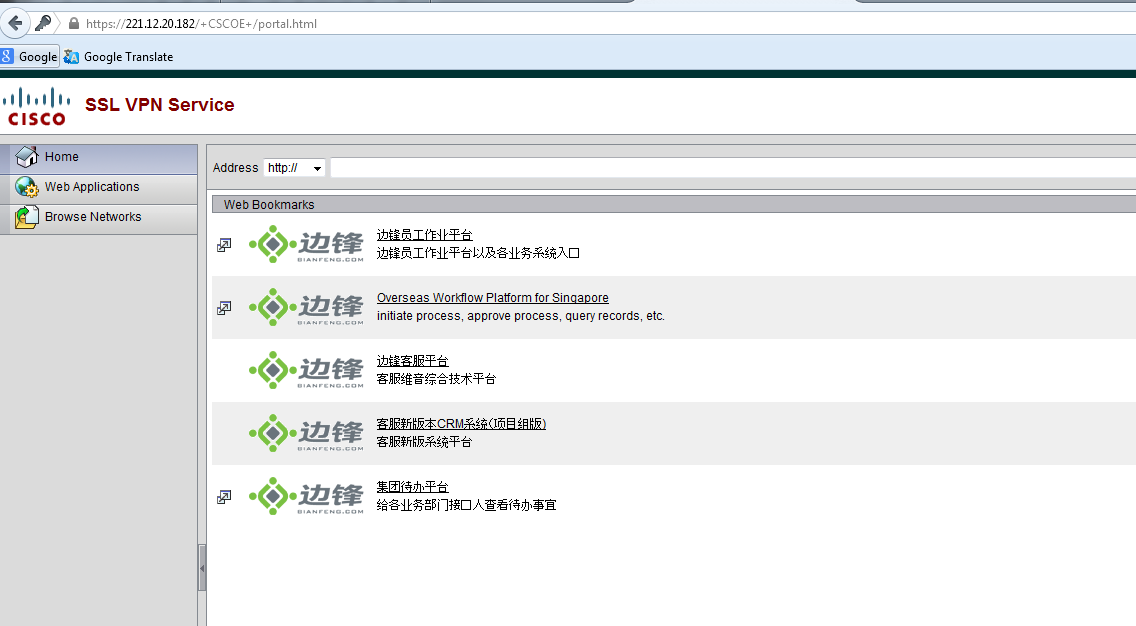 https://221.12.20.182/+CSCOE+/portal.html
8 Google Google Translate
CISCO SSL VPN Service
Home
Web Applications
Browse Networks
Address http://
Web Bookmarks
边锋 BIANFENG.COM
边锋员工作业平台
边锋员工作业平台以及各业务系统入口
边锋 BIANFENG.COM
Overseas Workflow Platform for Singapore
initiate process, approve process, query records, etc.
边锋 BIANFENG.COM
边锋客服平台
客服维音综合技术平台
边锋 BIANFENG.COM
客服新版本CRM系统(项目组版)
客服新版系统平台
边锋 BIANFENG.COM
集团待办平台
给各业务部门接口人查看待办事宜